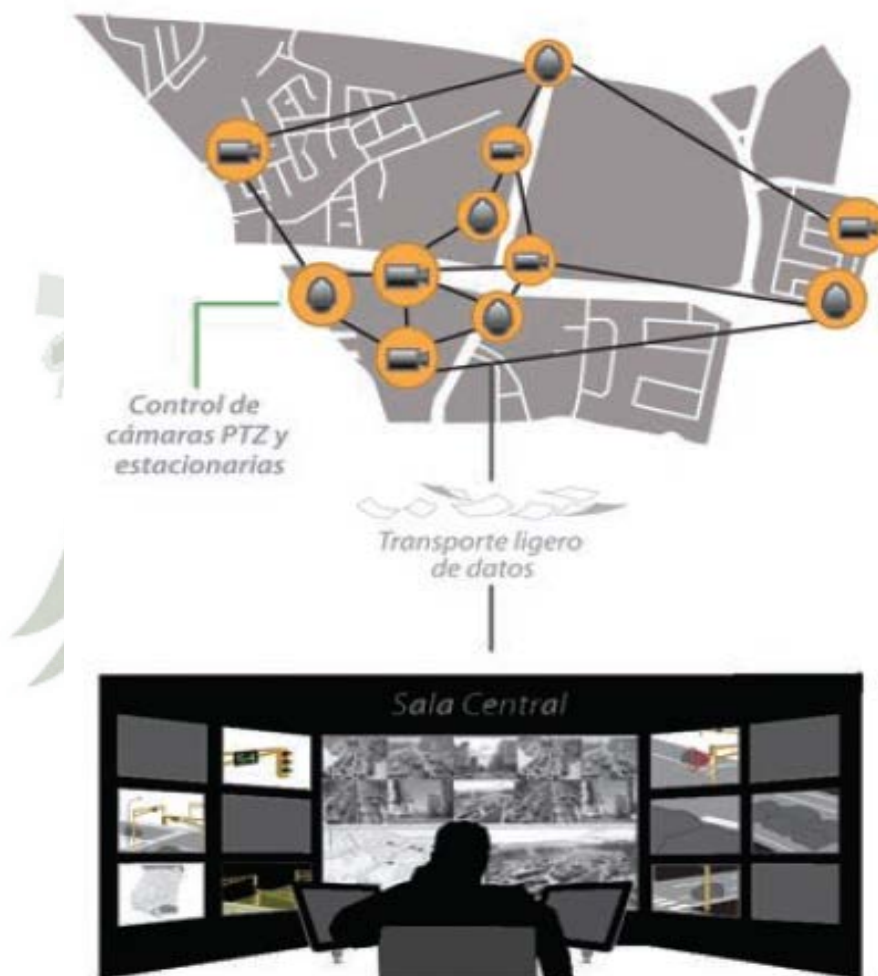 Control de
cámaras PTZ y
estacionarias
Transporte ligero
de datos
Sala Central